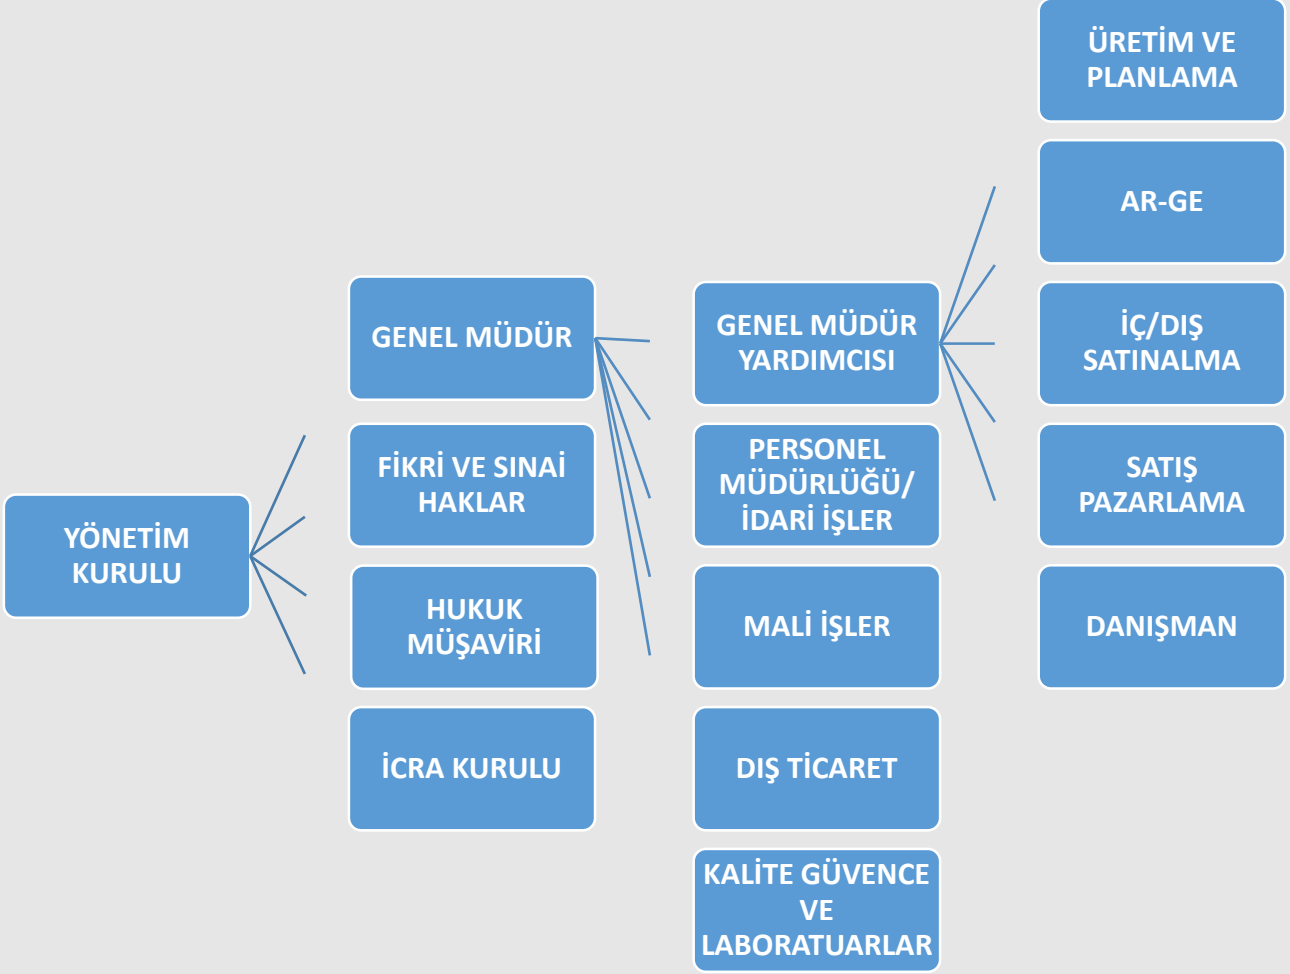 YÖNETİM
KURULU
GENEL MÜDÜR
FİKRİ VE SINAİ
HAKLAR
HUKUK
MÜŞAVİRİ
İCRA KURULU
GENEL MÜDÜR
YARDIMCISI
PERSONEL
MÜDÜRLÜĞÜ/
İDARİ İŞLER
MALİ İŞLER
DIŞ TİCARET
KALİTE GÜVENCE
VE
LABORATUARLAR
ÜRETİM VE
PLANLAMA
AR-GE
İÇ/DIŞ
SATINALMA
SATIŞ
PAZARLAMA
DANIŞMAN